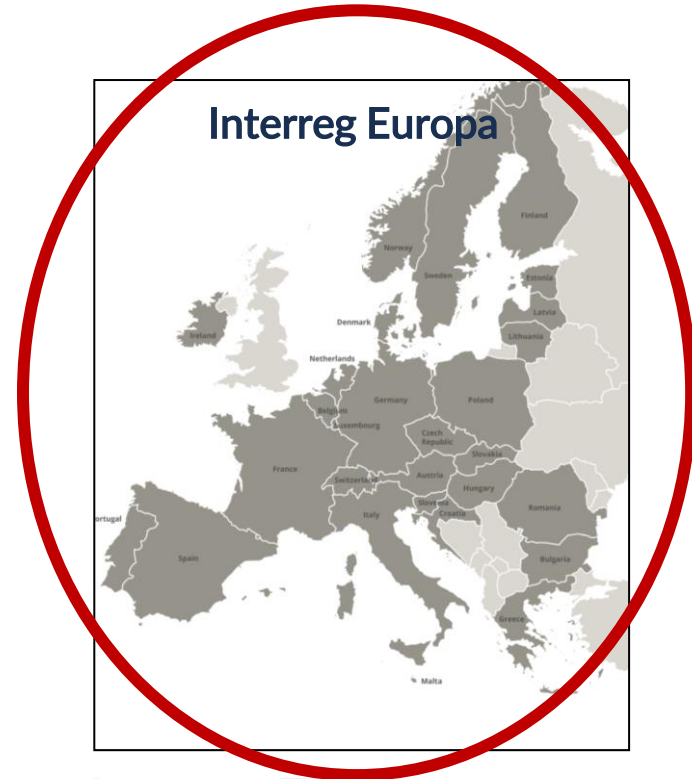 Interreg Europa
Finland
Norway
Sweden
Estonia
Latvia
Denmark
Ireland
Lithuania
Netherlands
Germany
Poland
Belgium
Luxembourg
Czech
Republic
Slovakia
France
Austria
Switzerland
Hungary
Slovenia
Romania
Croatia
Italy
ortugal
Spain
Bulgaria
Greece
Malta